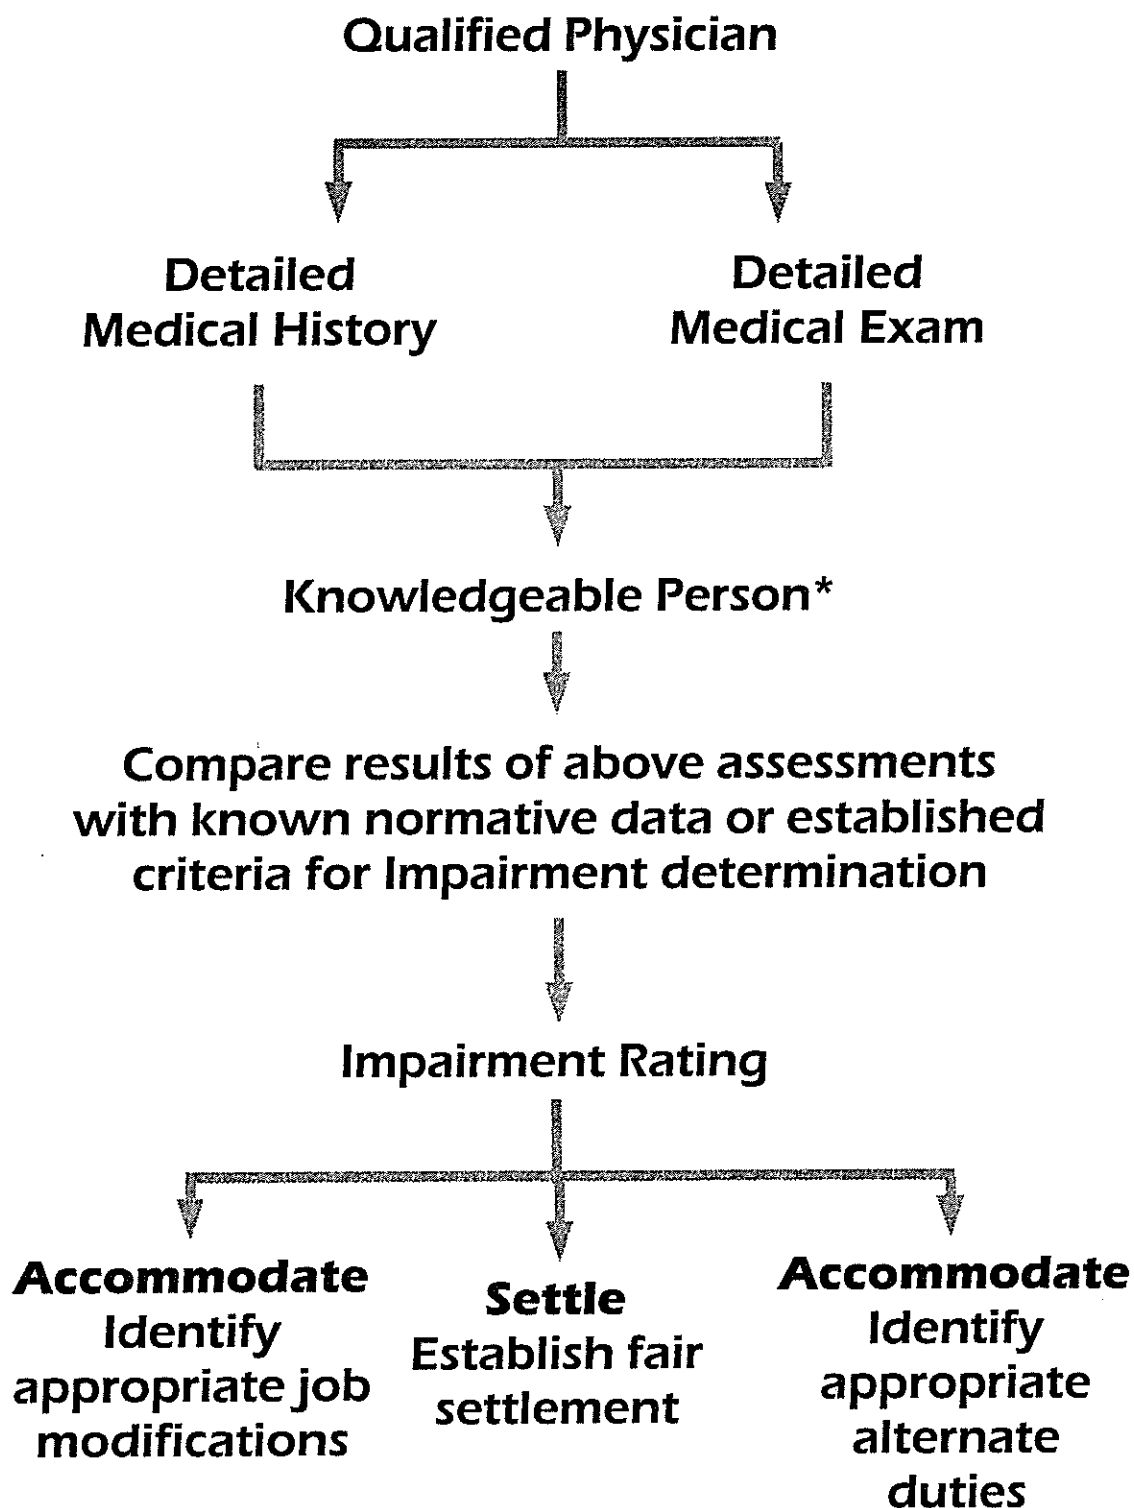 Qualified Physician
Detailed
Medical History
Detailed
Medical Exam
Knowledgeable Person*
Compare results of above assessments
with known normative data or established
criteria for Impairment determination
Impairment Rating
Accommodate
Identify
appropriate job
modifications
Settle
Establish fair
settlement
Accommodate
Identify
appropriate
alternate
duties